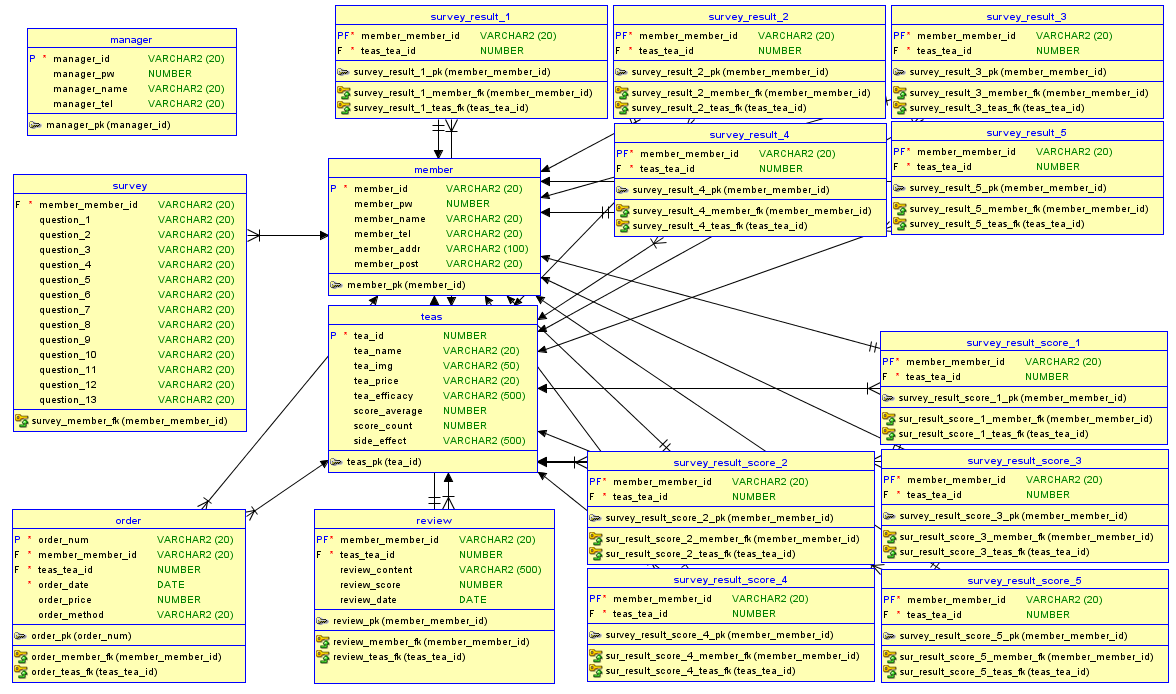 manager
P * manager_id VARCHAR2 (20)
manager_pw NUMBER
manager_name VARCHAR2 (20)
manager_tel VARCHAR2 (20)
manager_pk (manager_id)
survey_result_1
PF* member_member_id VARCHAR2 (20)
F * teas_tea_id NUMBER
survey_result_1_pk (member_member_id)
survey_result_1_member_fk (member_member_id)
survey_result_1_teas_fk (teas_tea_id)
survey_result_2
PF* member_member_id VARCHAR2 (20)
F * teas_tea_id NUMBER
survey_result_2_pk (member_member_id)
survey_result_2_member_fk (member_member_id)
survey_result_2_teas_fk (teas_tea_id)
survey_result_3
PF* member_member_id VARCHAR2 (20)
F * teas_tea_id NUMBER
survey_result_3_pk (member_member_id)
survey_result_3_member_fk (member_member_id)
survey_result_3_teas_fk (teas_tea_id)
survey_result_4
PF* member_member_id VARCHAR2 (20)
F * teas_tea_id NUMBER
survey_result_4_pk (member_member_id)
survey_result_4_member_fk (member_member_id)
survey_result_4_teas_fk (teas_tea_id)
survey_result_5
PF* member_member_id VARCHAR2 (20)
F * teas_tea_id NUMBER
survey_result_5_pk (member_member_id)
survey_result_5_member_fk (member_member_id)
survey_result_5_teas_fk (teas_tea_id)
survey
F * member_member_id VARCHAR2 (20)
question_1 VARCHAR2 (20)
question_2 VARCHAR2 (20)
question_3 VARCHAR2 (20)
question_4 VARCHAR2 (20)
question_5 VARCHAR2 (20)
question_6 VARCHAR2 (20)
question_7 VARCHAR2 (20)
question_8 VARCHAR2 (20)
question_9 VARCHAR2 (20)
question_10 VARCHAR2 (20)
question_11 VARCHAR2 (20)
question_12 VARCHAR2 (20)
question_13 VARCHAR2 (20)
survey_member_fk (member_member_id)
member
P * member_id VARCHAR2 (20)
member_pw NUMBER
member_name VARCHAR2 (20)
member_tel VARCHAR2 (20)
member_addr VARCHAR2 (100)
member_post VARCHAR2 (20)
member_pk (member_id)
teas
P * tea_id NUMBER
tea_name VARCHAR2 (20)
tea_img VARCHAR2 (50)
tea_price VARCHAR2 (20)
tea_efficacy VARCHAR2 (500)
score_average NUMBER
score_count NUMBER
side_effect VARCHAR2 (500)
teas_pk (tea_id)
survey_result_score_1
PF* member_member_id VARCHAR2 (20)
F * teas_tea_id NUMBER
survey_result_score_1_pk (member_member_id)
sur_result_score_1_member_fk (member_member_id)
sur_result_score_1_teas_fk (teas_tea_id)
survey_result_score_2
PF* member_member_id VARCHAR2 (20)
F * teas_tea_id NUMBER
survey_result_score_2_pk (member_member_id)
sur_result_score_2_member_fk (member_member_id)
sur_result_score_2_teas_fk (teas_tea_id)
survey_result_score_3
PF* member_member_id VARCHAR2 (20)
F * teas_tea_id NUMBER
survey_result_score_3_pk (member_member_id)
sur_result_score_3_member_fk (member_member_id)
sur_result_score_3_teas_fk (teas_tea_id)
order
P * order_num VARCHAR2 (20)
F * member_member_id VARCHAR2 (20)
F * teas_tea_id NUMBER
* order_date DATE
order_price NUMBER
order_method VARCHAR2 (20)
order_pk (order_num)
order_member_fk (member_member_id)
order_teas_fk (teas_tea_id)
review
PF* member_member_id VARCHAR2 (20)
F * teas_tea_id NUMBER
review_content VARCHAR2 (500)
review_score NUMBER
review_date DATE
review_pk (member_member_id)
review_member_fk (member_member_id)
review_teas_fk (teas_tea_id)
survey_result_score_4
PF* member_member_id VARCHAR2 (20)
F * teas_tea_id NUMBER
survey_result_score_4_pk (member_member_id)
sur_result_score_4_member_fk (member_member_id)
sur_result_score_4_teas_fk (teas_tea_id)
survey_result_score_5
PF* member_member_id VARCHAR2 (20)
F * teas_tea_id NUMBER
survey_result_score_5_pk (member_member_id)
sur_result_score_5_member_fk (member_member_id)
sur_result_score_5_teas_fk (teas_tea_id)